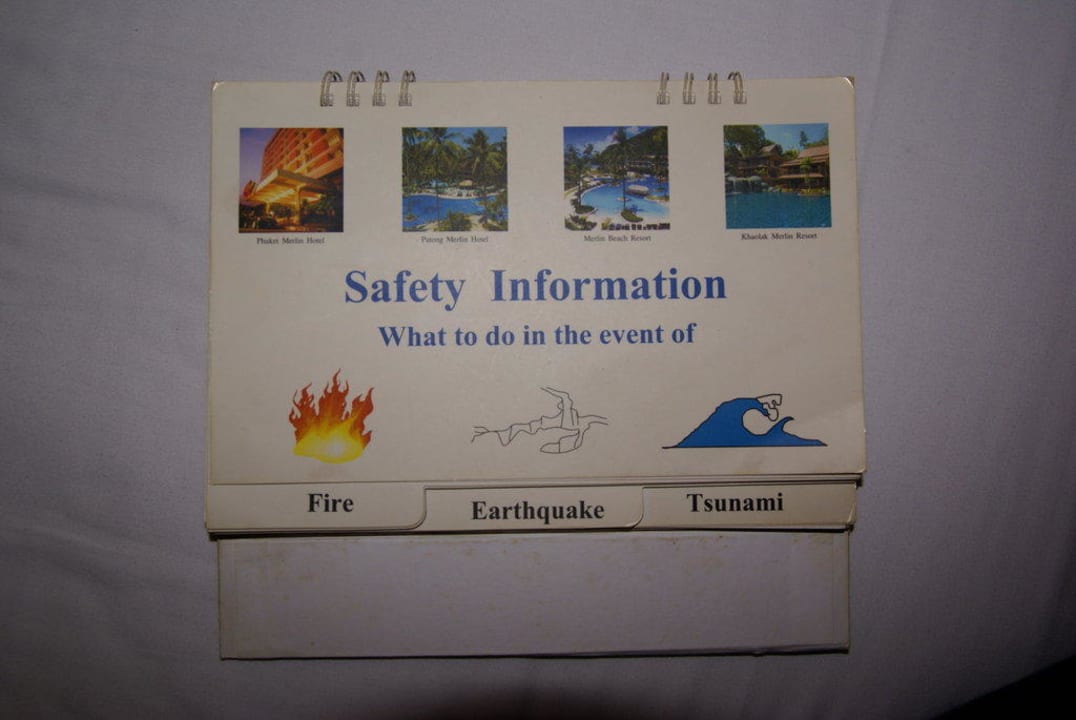 Phuket Merlin Hotel
Patong Merlin Hotel
Merlin Beach Resort
Khaolak Merlin Resort
Safety Information
What to do in the event of
Fire
Earthquake
Tsunami